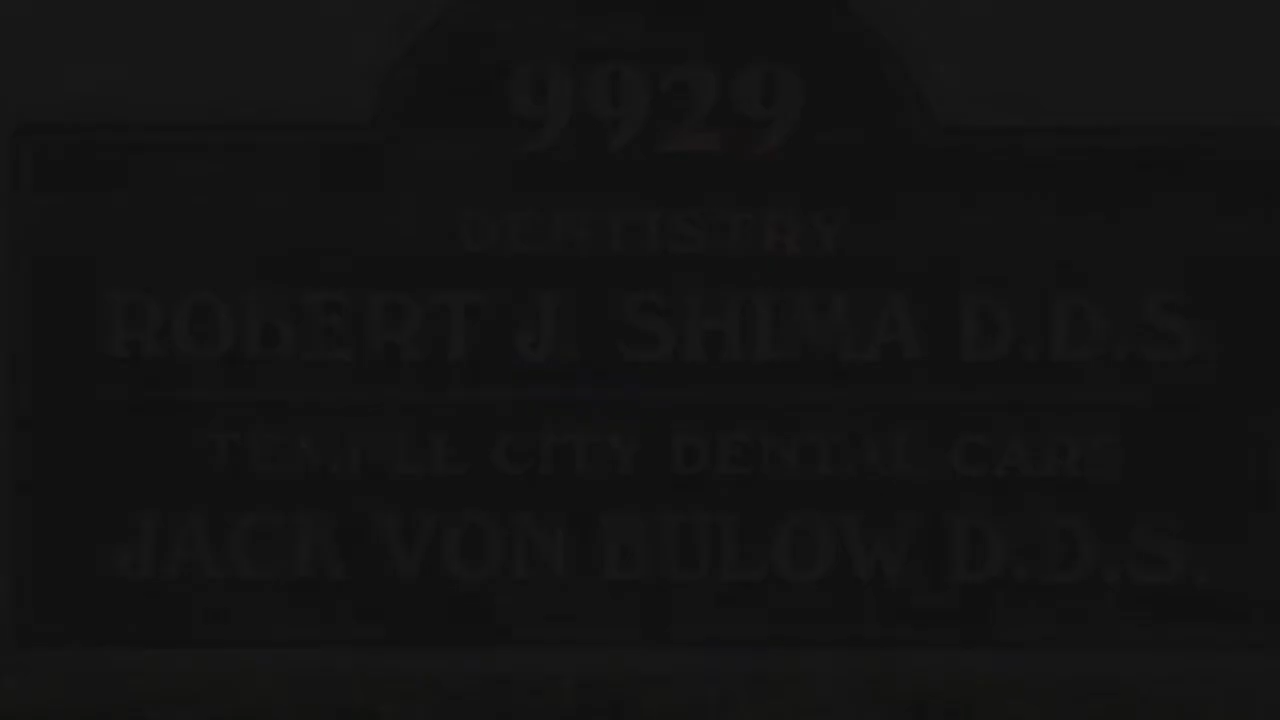 9929
DENTISTRY
ROBERT J. SHIMA D.D.S.
TEMPLE CITY DENTAL CARE
JACK VON BULOW D.D.S.